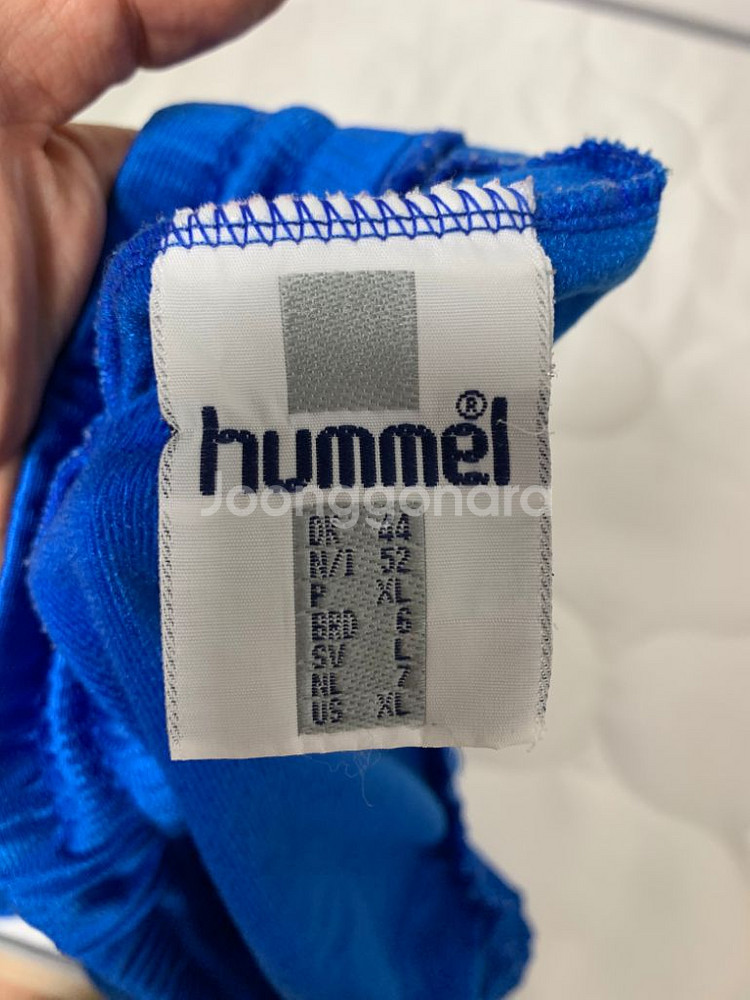 hummel®
Joonggonara
DK 44
N/I 52
P XL
BRD 6
SV L
NL 7
US XL